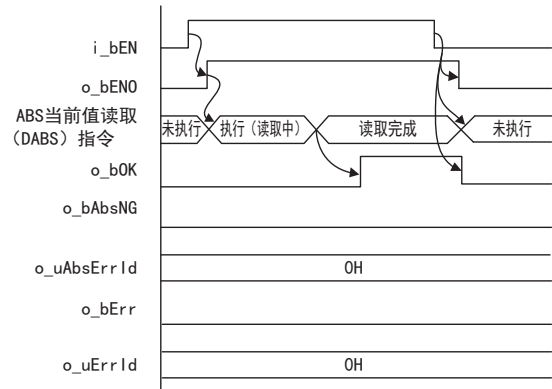 i_bEN
o_bENO
ABS当前值读取
（DABS）指令
未执行 执行（读取中） 读取完成 未执行
o_bOK
o_bAbsNG
o_uAbsErrId 0H
o_bErr
o_uErrId 0H